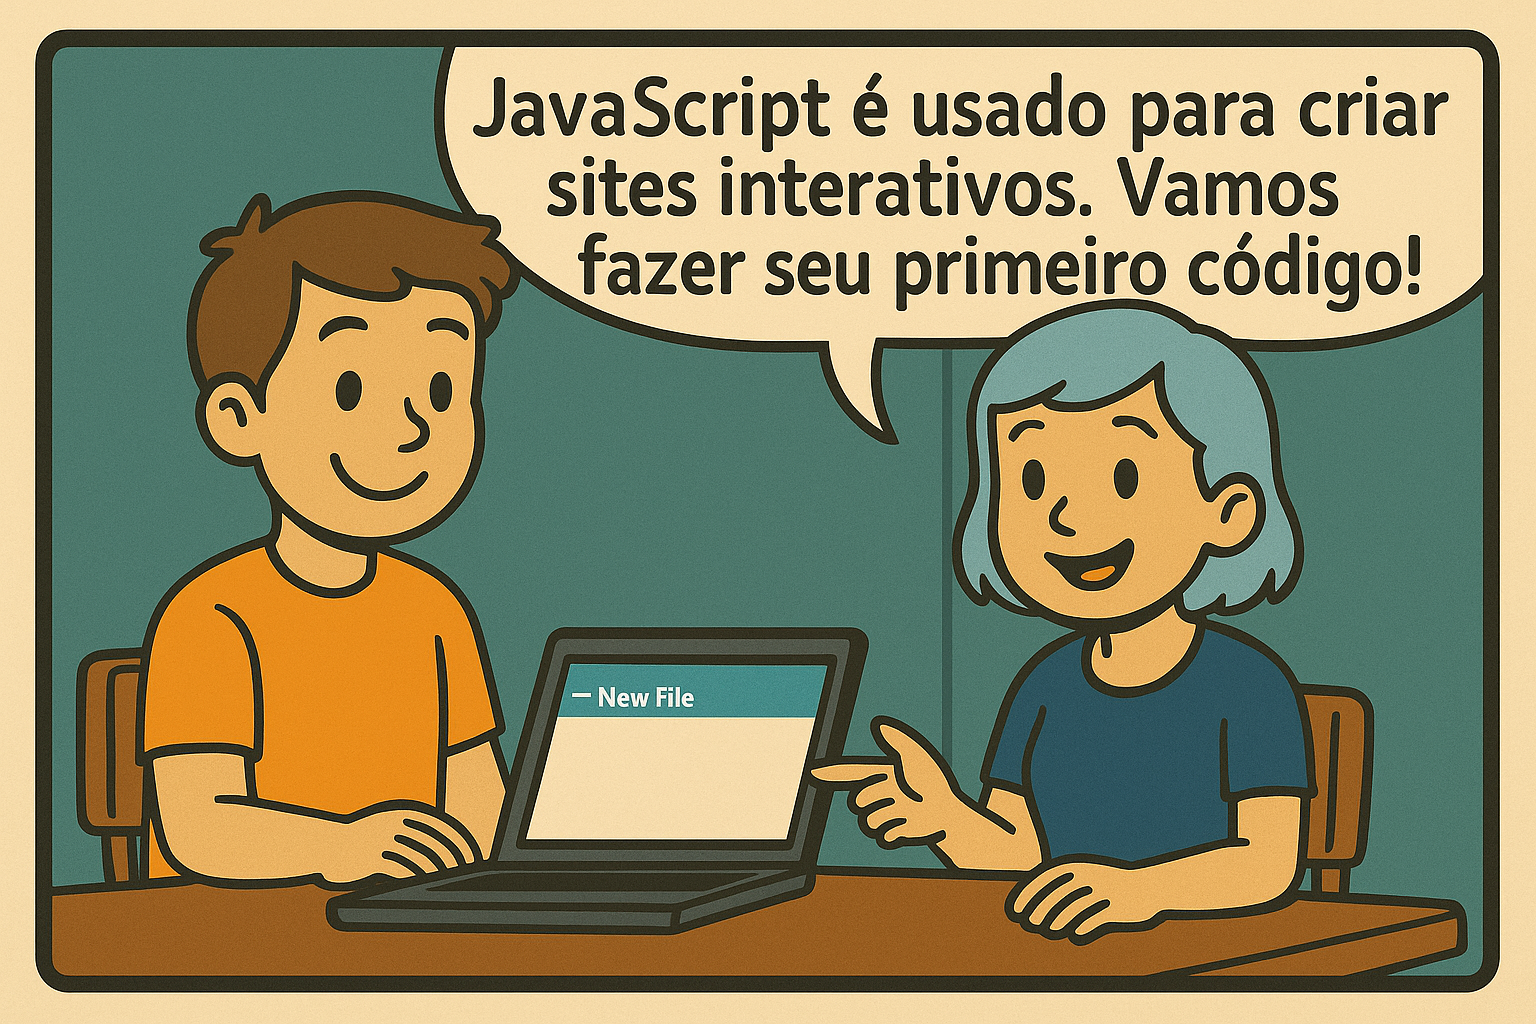 JavaScript é usado para criar
sites interativos. Vamos
fazer seu primeiro código!
— New File